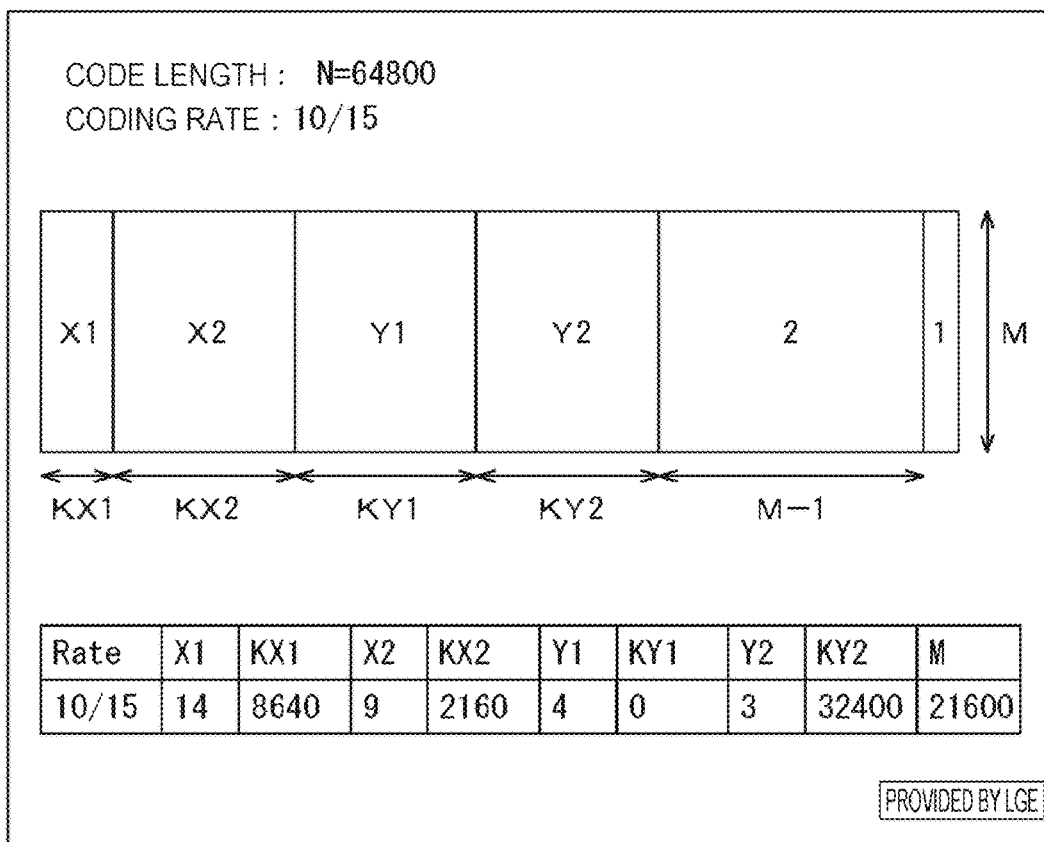 CODE LENGTH : N=64800
CODING RATE : 10/15
X1 X2 Y1 Y2 2 1 M
KX1 KX2 KY1 KY2 M-1
Rate X1 KX1 X2 KX2 Y1 KY1 Y2 KY2 M
10/15 14 8640 9 2160 4 0 3 32400 21600
PROVIDED BY LGE